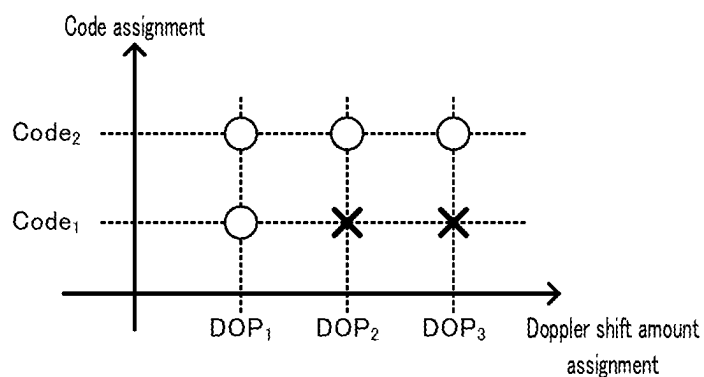 Code assignment
Code₂
Code₁
DOP₁ DOP₂ DOP₃
Doppler shift amount
assignment